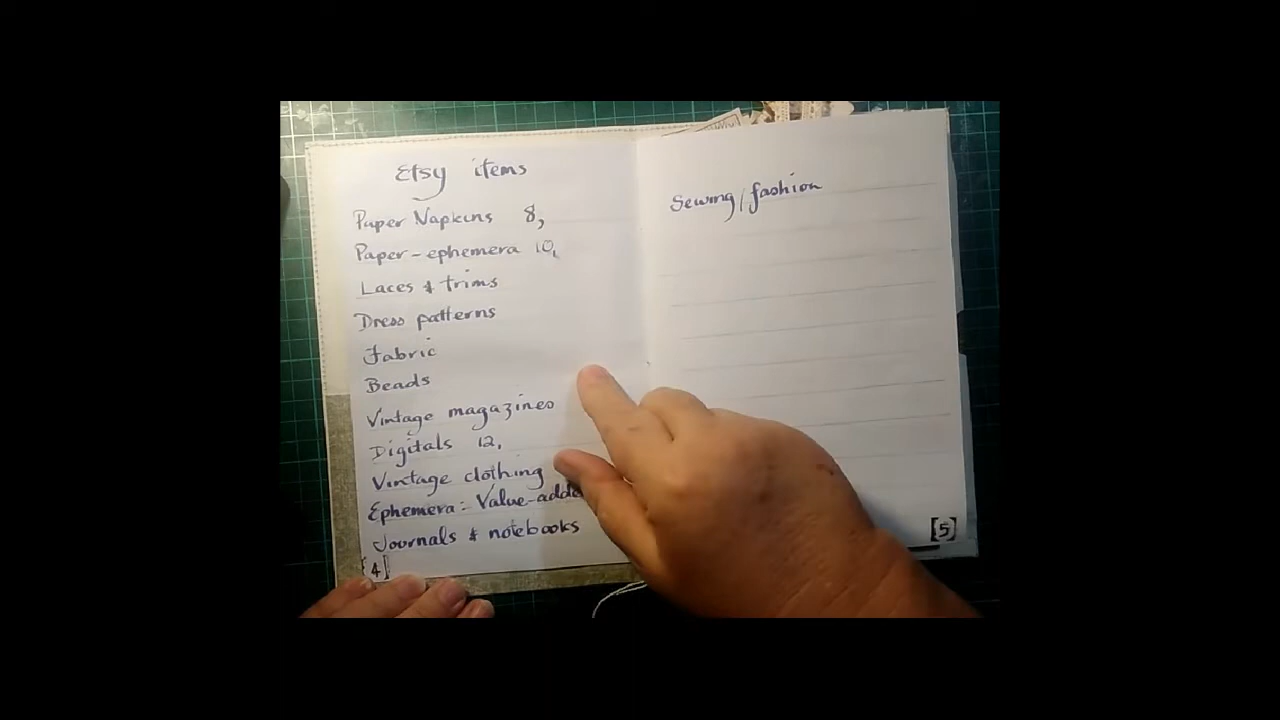 Etsy items
Paper Napkins 8,
Paper-ephemera 10,
Laces & trims
Dress patterns
Fabric
Beads
Vintage magazines
Digitals 12,
Vintage clothing
Ephemera:- Value-adde
Journals & notebooks
[4]
Sewing/fashion
[5]